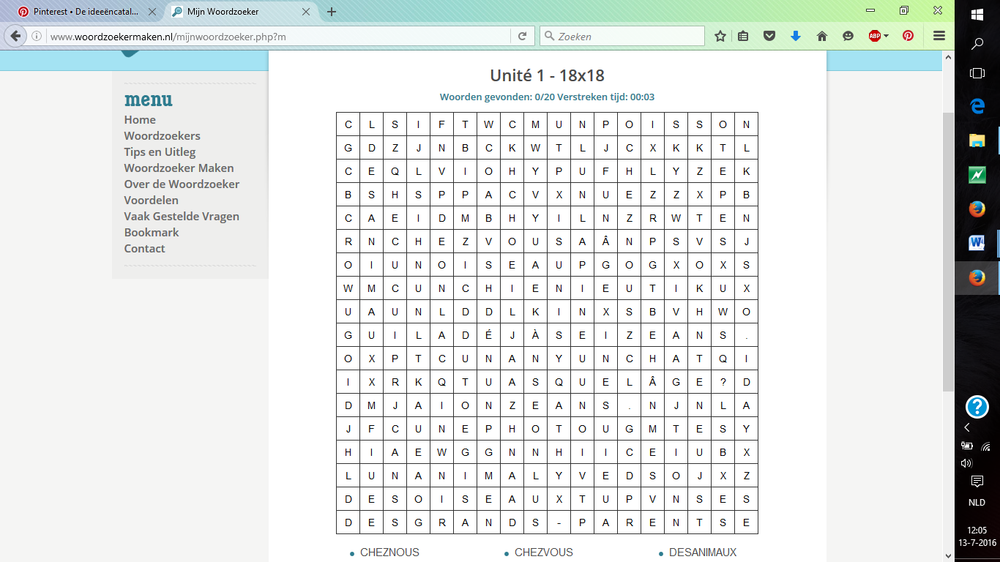 Pinterest • De ideeëncatal...
Mijn Woordzoeker
www.woordzoekermaken.nl/mijnwoordzoeker.php?m
Zoeken
ABP
menu
Home
Woordzoekers
Tips en Uitleg
Woordzoeker Maken
Over de Woordzoeker
Voordelen
Vaak Gestelde Vragen
Bookmark
Contact
Unité 1 - 18x18
Woorden gevonden: 0/20 Verstreken tijd: 00:03
C L S I F T W C M U N P O I S S O N
G D Z J N B C K W T L J C X K K T L
C E Q L V I O H Y P U F H L Y Z E K
B S H S P P A C V X N U E Z Z X P B
C A E I D M B H Y I L N Z R W T E N
R N C H E Z V O U S A Â N P S V S J
O I U N O I S E A U P G O G X O X S
W M C U N C H I E N I E U T I K U X
U A U N L D D L K I N X S B V H W O
G U I L A D É J À S E I Z E A N S .
O X P T C U N A N Y U N C H A T Q I
I X R K Q T U A S Q U E L Â G E ? D
D M J A I O N Z E A N S . N J N L A
J F C U N E P H O T O U G M T E S Y
H I A E W G G N N H I I C E I U B X
L U N A N I M A L Y V E D S O J X Z
D E S O I S E A U X T U P V N S E S
D E S G R A N D S - P A R E N T S E
• CHEZNOUS • CHEZVOUS • DESANIMAUX
NLD
12:05
13-7-2016